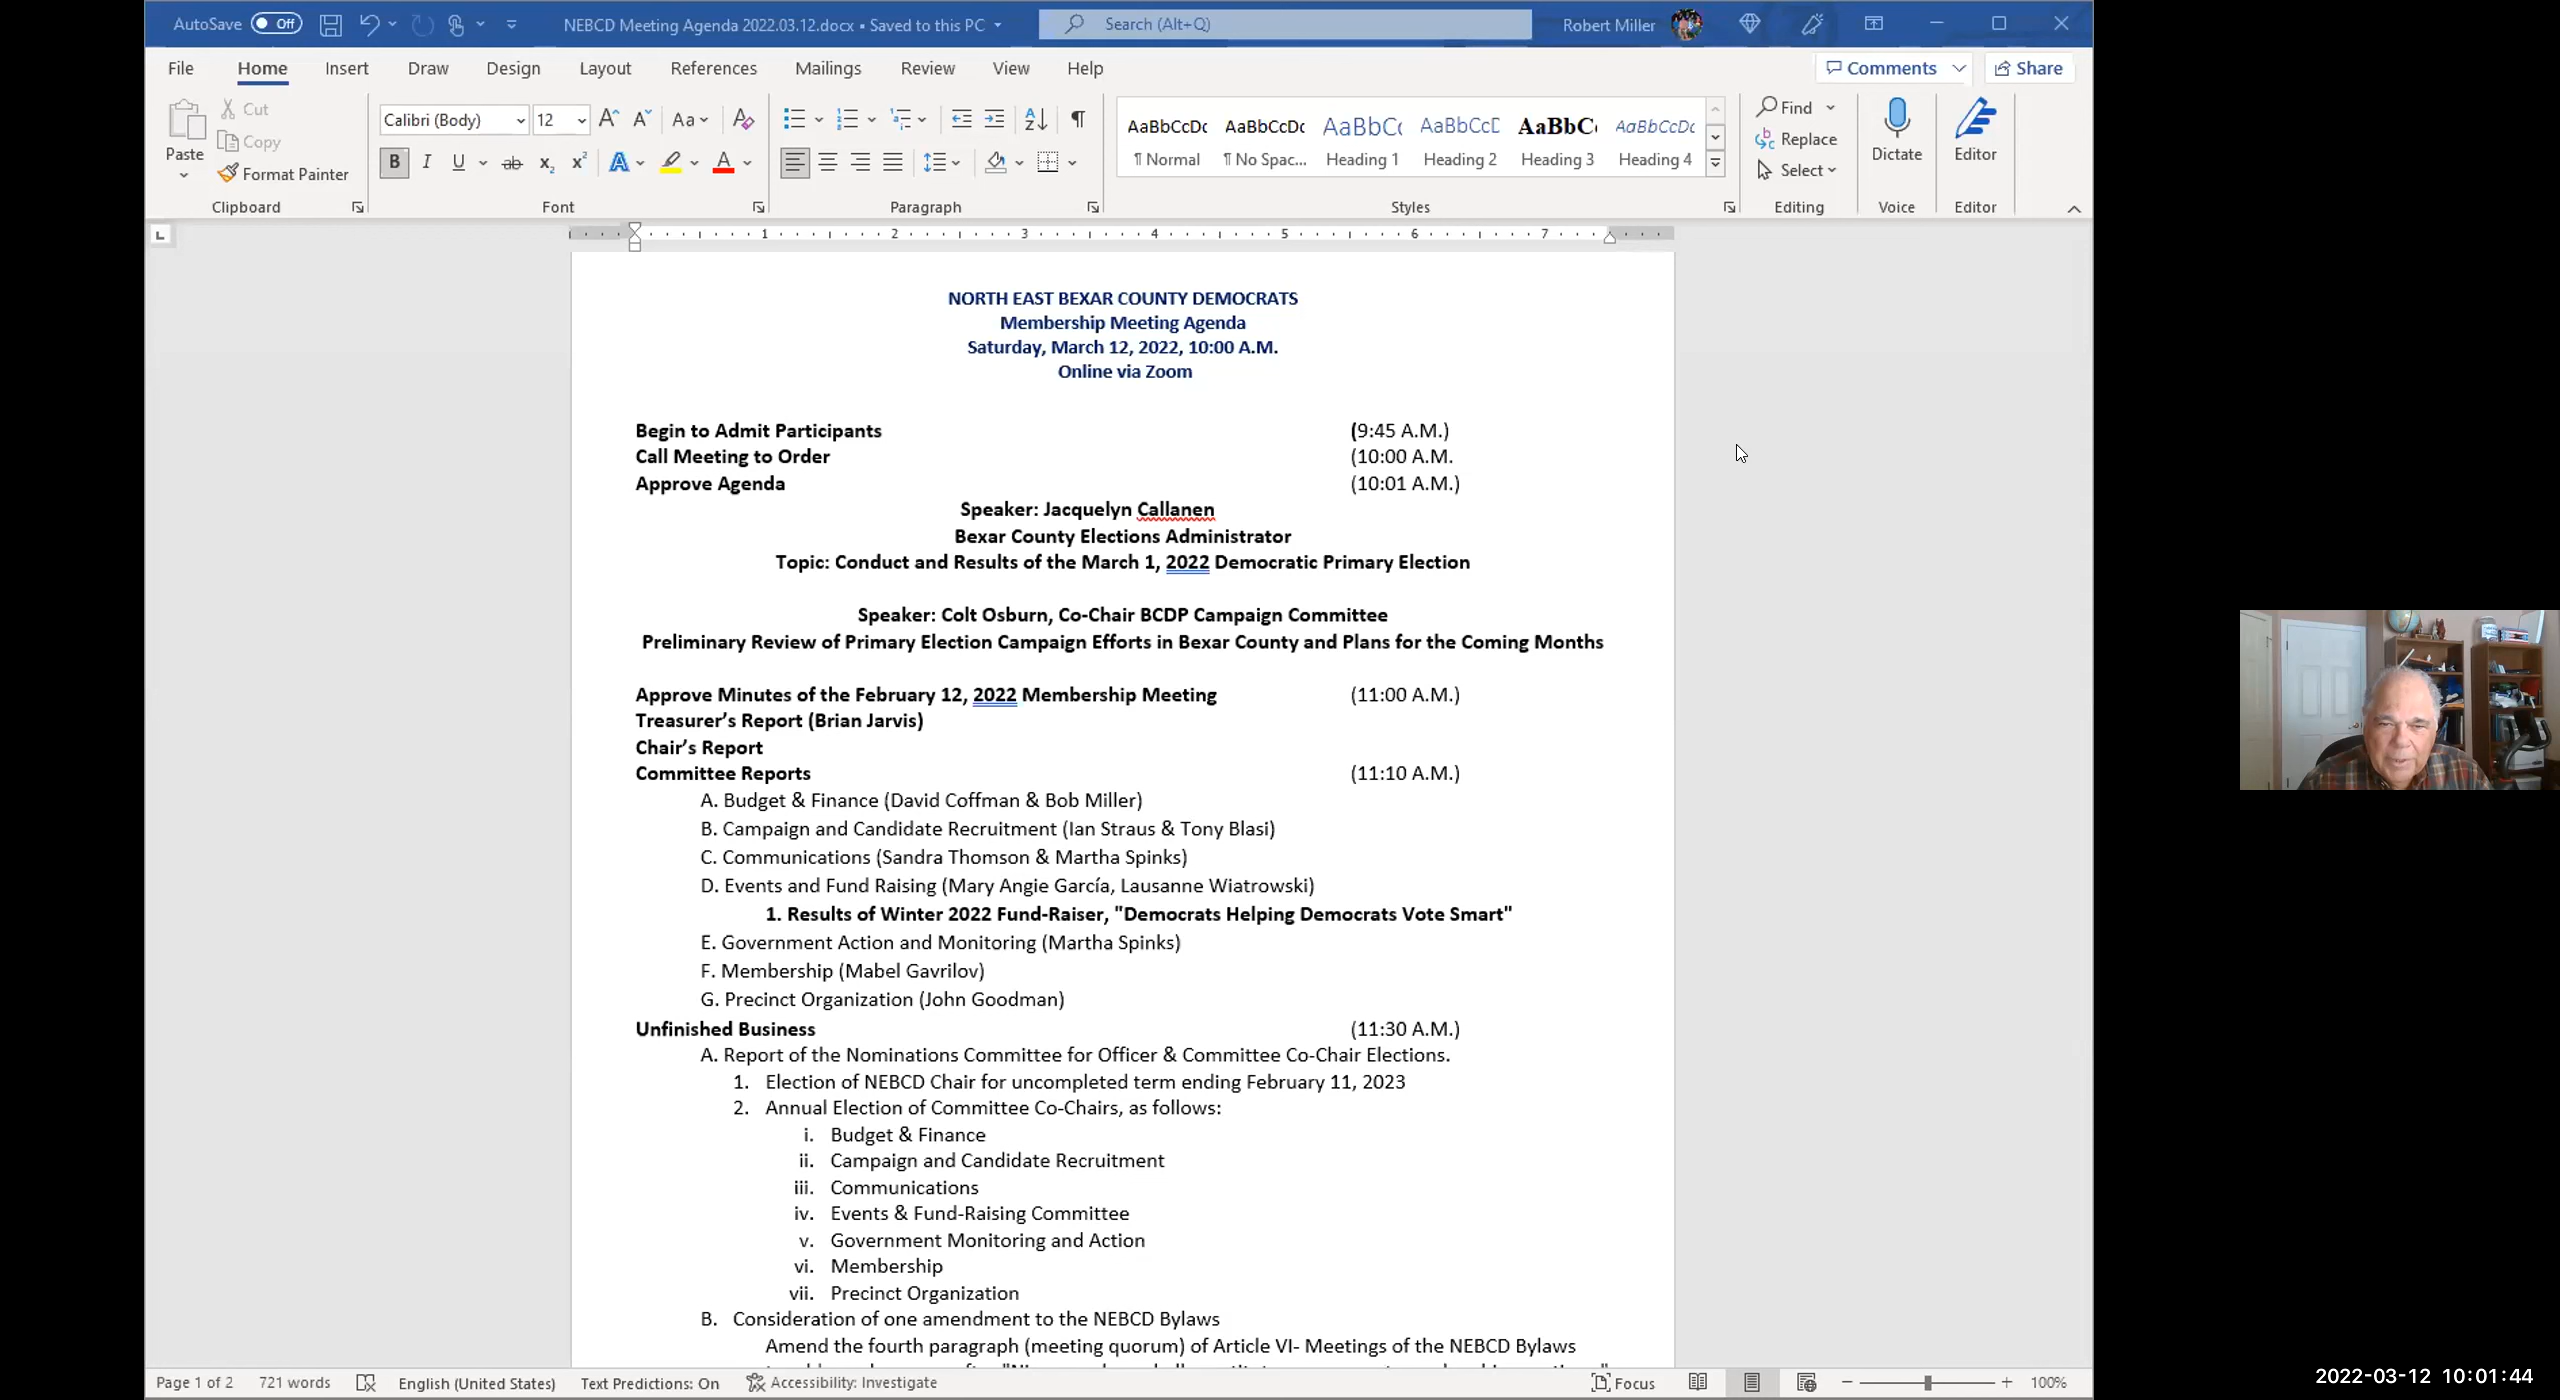 AutoSave Off NEBCD Meeting Agenda 2022.03.12.docx • Saved to this PC Search (Alt+Q) Robert Miller
File Home Insert Draw Design Layout References Mailings Review View Help Comments Share
Paste
Cut
Copy
Format Painter
Clipboard
Calibri (Body) 12
Font
Paragraph
AaBbCcDc AaBbCcDc AaBbC( AaBbCcD AaBbC( AaBbCcDc
¶ Normal ¶ No Spac... Heading 1 Heading 2 Heading 3 Heading 4
Styles
Find
Replace
Select
Editing
Dictate
Voice
Editor
Editor
1 2 3 4 5 6 7
NORTH EAST BEXAR COUNTY DEMOCRATS
Membership Meeting Agenda
Saturday, March 12, 2022, 10:00 A.M.
Online via Zoom
Begin to Admit Participants (9:45 A.M.)
Call Meeting to Order (10:00 A.M.
Approve Agenda (10:01 A.M.)
Speaker: Jacquelyn Callanen
Bexar County Elections Administrator
Topic: Conduct and Results of the March 1, 2022 Democratic Primary Election
Speaker: Colt Osburn, Co-Chair BCDP Campaign Committee
Preliminary Review of Primary Election Campaign Efforts in Bexar County and Plans for the Coming Months
Approve Minutes of the February 12, 2022 Membership Meeting (11:00 A.M.)
Treasurer’s Report (Brian Jarvis)
Chair’s Report
Committee Reports (11:10 A.M.)
A. Budget & Finance (David Coffman & Bob Miller)
B. Campaign and Candidate Recruitment (Ian Straus & Tony Blasi)
C. Communications (Sandra Thomson & Martha Spinks)
D. Events and Fund Raising (Mary Angie García, Lausanne Wiatrowski)
1. Results of Winter 2022 Fund-Raiser, "Democrats Helping Democrats Vote Smart"
E. Government Action and Monitoring (Martha Spinks)
F. Membership (Mabel Gavrilov)
G. Precinct Organization (John Goodman)
Unfinished Business (11:30 A.M.)
A. Report of the Nominations Committee for Officer & Committee Co-Chair Elections.
1. Election of NEBCD Chair for uncompleted term ending February 11, 2023
2. Annual Election of Committee Co-Chairs, as follows:
i. Budget & Finance
ii. Campaign and Candidate Recruitment
iii. Communications
iv. Events & Fund-Raising Committee
v. Government Monitoring and Action
vi. Membership
vii. Precinct Organization
B. Consideration of one amendment to the NEBCD Bylaws
Amend the fourth paragraph (meeting quorum) of Article VI- Meetings of the NEBCD Bylaws
Page 1 of 2 721 words English (United States) Text Predictions: On Accessibility: Investigate Focus 100%
2022-03-12 10:01:44